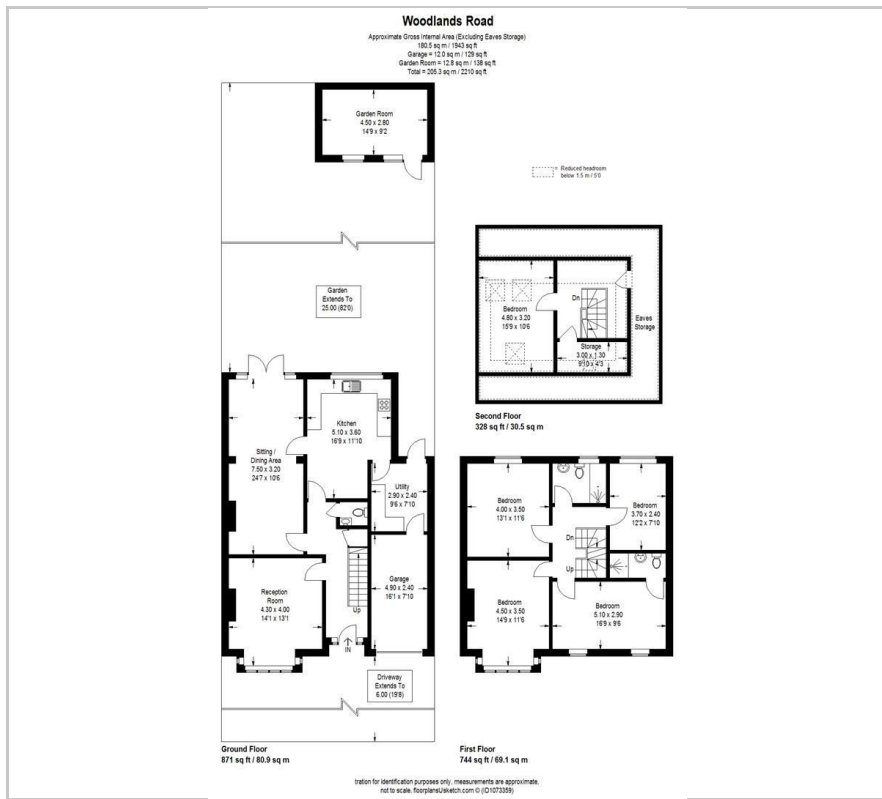 Woodlands Road
Approximate Gross Internal Area (Excluding Eaves Storage)
180.5 sq m / 1943 sq ft
Garage = 12.0 sq m / 129 sq ft
Garden Room = 12.8 sq m / 138 sq ft
Total = 205.3 sq m / 2210 sq ft
Garden Room
4.50 x 2.80
14'9 x 9'2
= Reduced headroom
below 1.5 m / 5'0
Garden
Extends To
25.00 (82'0)
Bedroom
4.80 x 3.20
15'9 x 10'6
Dn
Storage
3.00 x 1.30
9'10 x 4'3
Eaves
Storage
Second Floor
328 sq ft / 30.5 sq m
Sitting /
Dining Area
7.50 x 3.20
24'7 x 10'6
Kitchen
5.10 x 3.60
16'9 x 11'10
Utility
2.90 x 2.40
9'6 x 7'10
Garage
4.90 x 2.40
16'1 x 7'10
Reception
Room
4.30 x 4.00
14'1 x 13'1
Up
IN
Driveway
Extends To
6.00 (19'8)
Ground Floor
871 sq ft / 80.9 sq m
Bedroom
4.00 x 3.50
13'1 x 11'6
Bedroom
3.70 x 2.40
12'2 x 7'10
Dn
Up
Bedroom
4.50 x 3.50
14'9 x 11'6
Bedroom
5.10 x 2.90
16'9 x 9'6
First Floor
744 sq ft / 69.1 sq m
tration for identification purposes only, measurements are approximate,
not to scale. floorplansUsketch.com © (ID1073359)